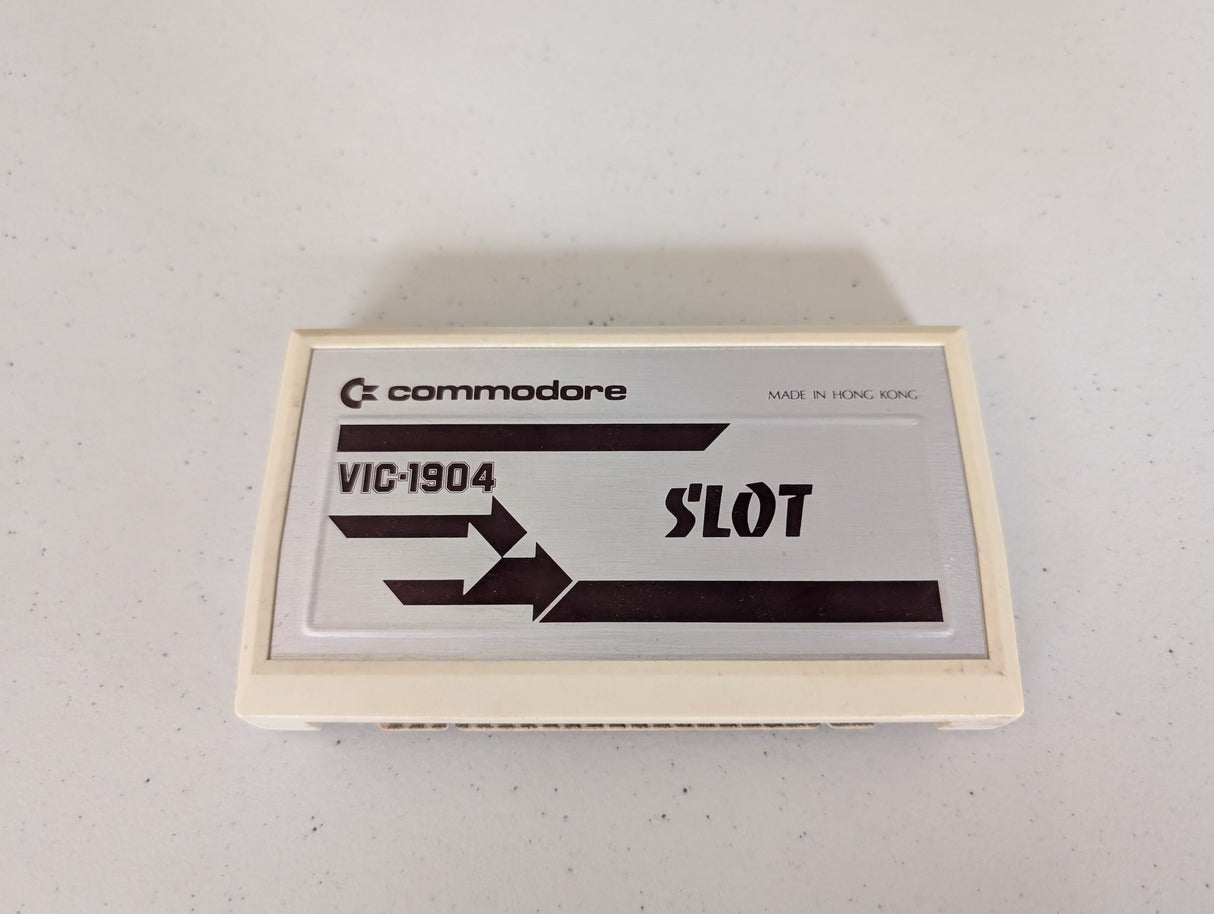 commodore
MADE IN HONG KONG
VIC-1904
SLOT